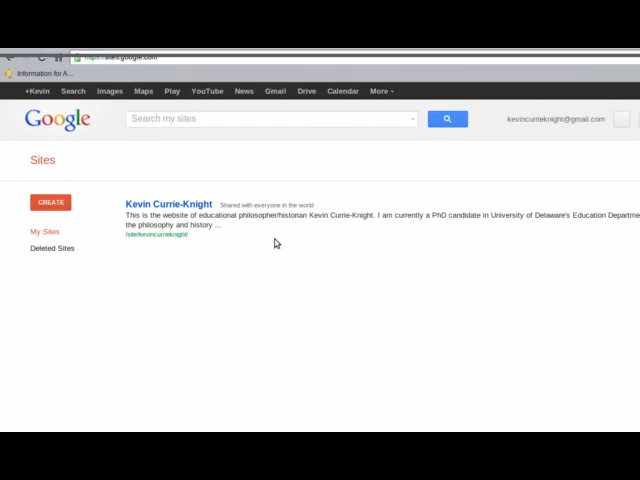 https://sites.google.com
Information for A...
+Kevin Search Images Maps Play YouTube News Gmail Drive Calendar More
Google Search my sites kevincurrieknight@gmail.com
Sites
CREATE
My Sites
Deleted Sites
Kevin Currie-Knight Shared with everyone in the world
This is the website of educational philosopher/historian Kevin Currie-Knight. I am currently a PhD candidate in University of Delaware's Education Departme
the philosophy and history ...
/site/kevincurrieknight/